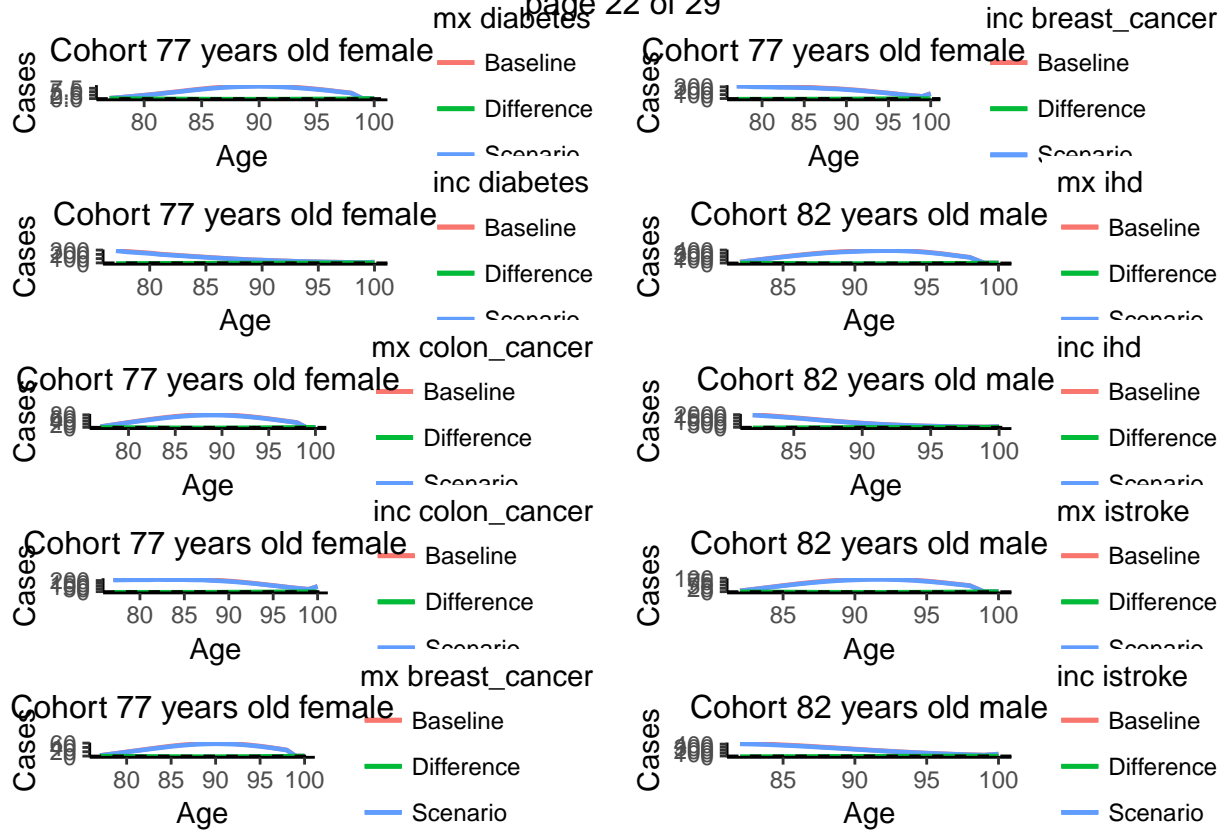 page 22 of 29
mx diabetes
Cohort 77 years old female
Cases
80 85 90 95 100
Age
Baseline
Difference
Scenario
inc diabetes
Cohort 77 years old female
Cases
80 85 90 95 100
Age
Baseline
Difference
Scenario
mx colon_cancer
Cohort 77 years old female
Cases
80 85 90 95 100
Age
Baseline
Difference
Scenario
inc colon_cancer
Cohort 77 years old female
Cases
80 85 90 95 100
Age
Baseline
Difference
Scenario
mx breast_cancer
Cohort 77 years old female
Cases
80 85 90 95 100
Age
Baseline
Difference
Scenario
inc breast_cancer
Cohort 77 years old female
Cases
80 85 90 95 100
Age
Baseline
Difference
Scenario
mx ihd
Cohort 82 years old male
Cases
85 90 95 100
Age
Baseline
Difference
Scenario
inc ihd
Cohort 82 years old male
Cases
85 90 95 100
Age
Baseline
Difference
Scenario
mx istroke
Cohort 82 years old male
Cases
85 90 95 100
Age
Baseline
Difference
Scenario
inc istroke
Cohort 82 years old male
Cases
85 90 95 100
Age
Baseline
Difference
Scenario